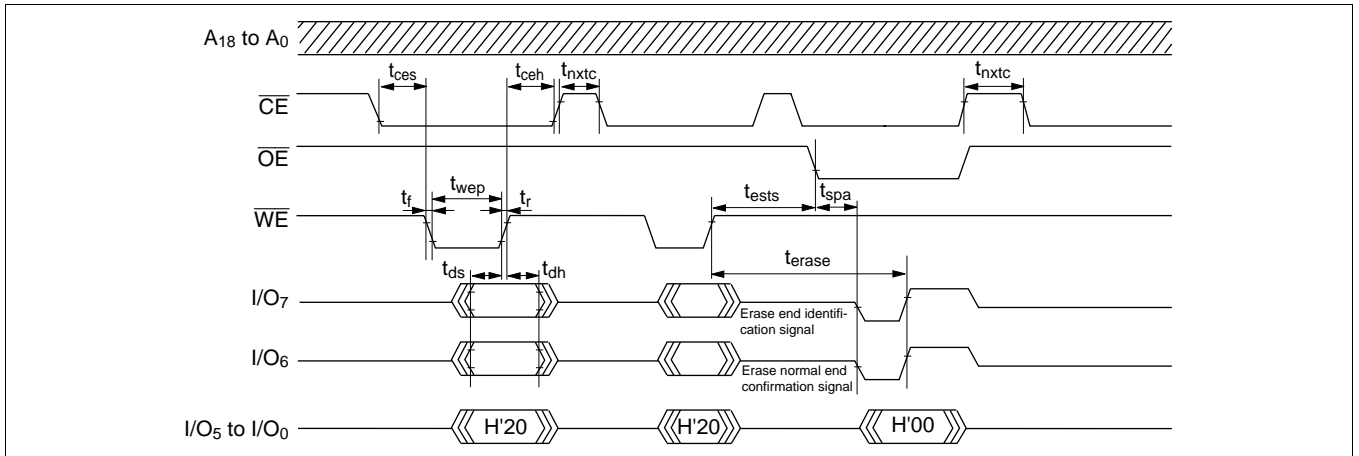 A18 to A0
tces
tceh
tnxtc
tnxtc
CE
OE
twep
tests
tspa
tf
tr
WE
terase
tds
tdh
I/O7
Erase end identifi-
cation signal
I/O6
Erase normal end
confirmation signal
I/O5 to I/O0
H'20
H'20
H'00